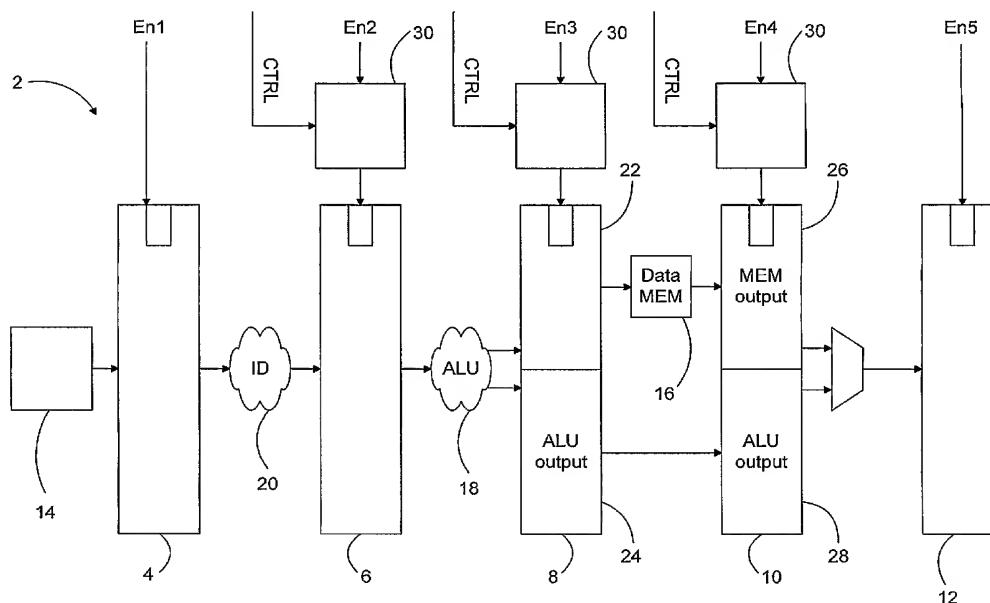 En1
En2
30
En3
30
En4
30
En5
2
CTRL
CTRL
CTRL
22
26
Data
MEM
MEM
output
ID
ALU
16
14
20
18
ALU
output
ALU
output
4
6
8
24
10
28
12